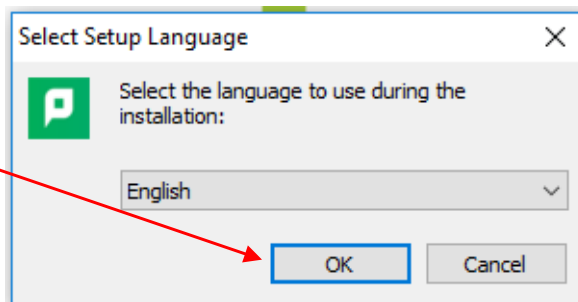 Select Setup Language
Select the language to use during the
installation:
English
OK
Cancel